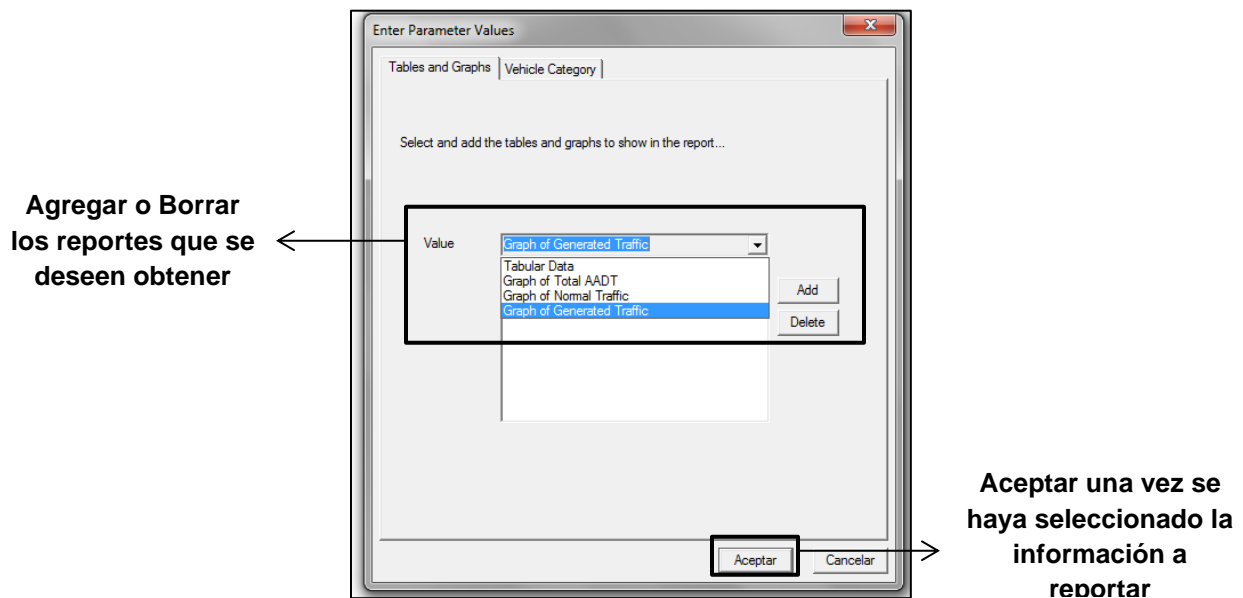 Enter Parameter Values
Tables and Graphs
Vehicle Category
Select and add the tables and graphs to show in the report...
Agregar o Borrar
los reportes que se
deseen obtener
Value
Graph of Generated Traffic
Tabular Data
Graph of Total AADT
Graph of Normal Traffic
Graph of Generated Traffic
Add
Delete
Aceptar una vez se
haya seleccionado la
información a
reportar
Aceptar
Cancelar